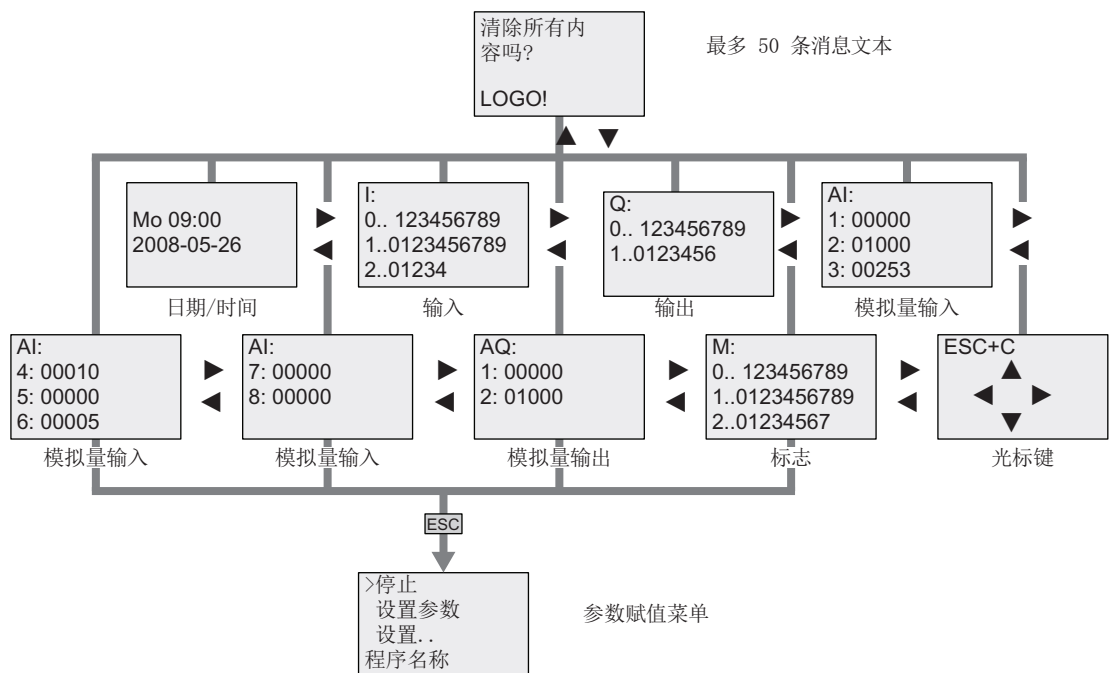 清除所有内
容吗?
LOGO!
最多 50 条消息文本
Mo 09:00
2008-05-26
日期/时间
I:
0.. 123456789
1..0123456789
2..01234
输入
Q:
0.. 123456789
1..0123456
输出
AI:
1: 00000
2: 01000
3: 00253
模拟量输入
AI:
4: 00010
5: 00000
6: 00005
模拟量输入
AI:
7: 00000
8: 00000
模拟量输入
AQ:
1: 00000
2: 01000
模拟量输出
M:
0.. 123456789
1..0123456789
2..01234567
标志
ESC+C
光标键
ESC
>停止
设置参数
设置..
程序名称
参数赋值菜单